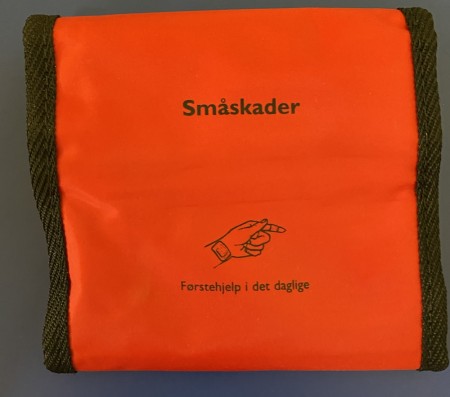 Småskader
Førstehjelp i det daglige